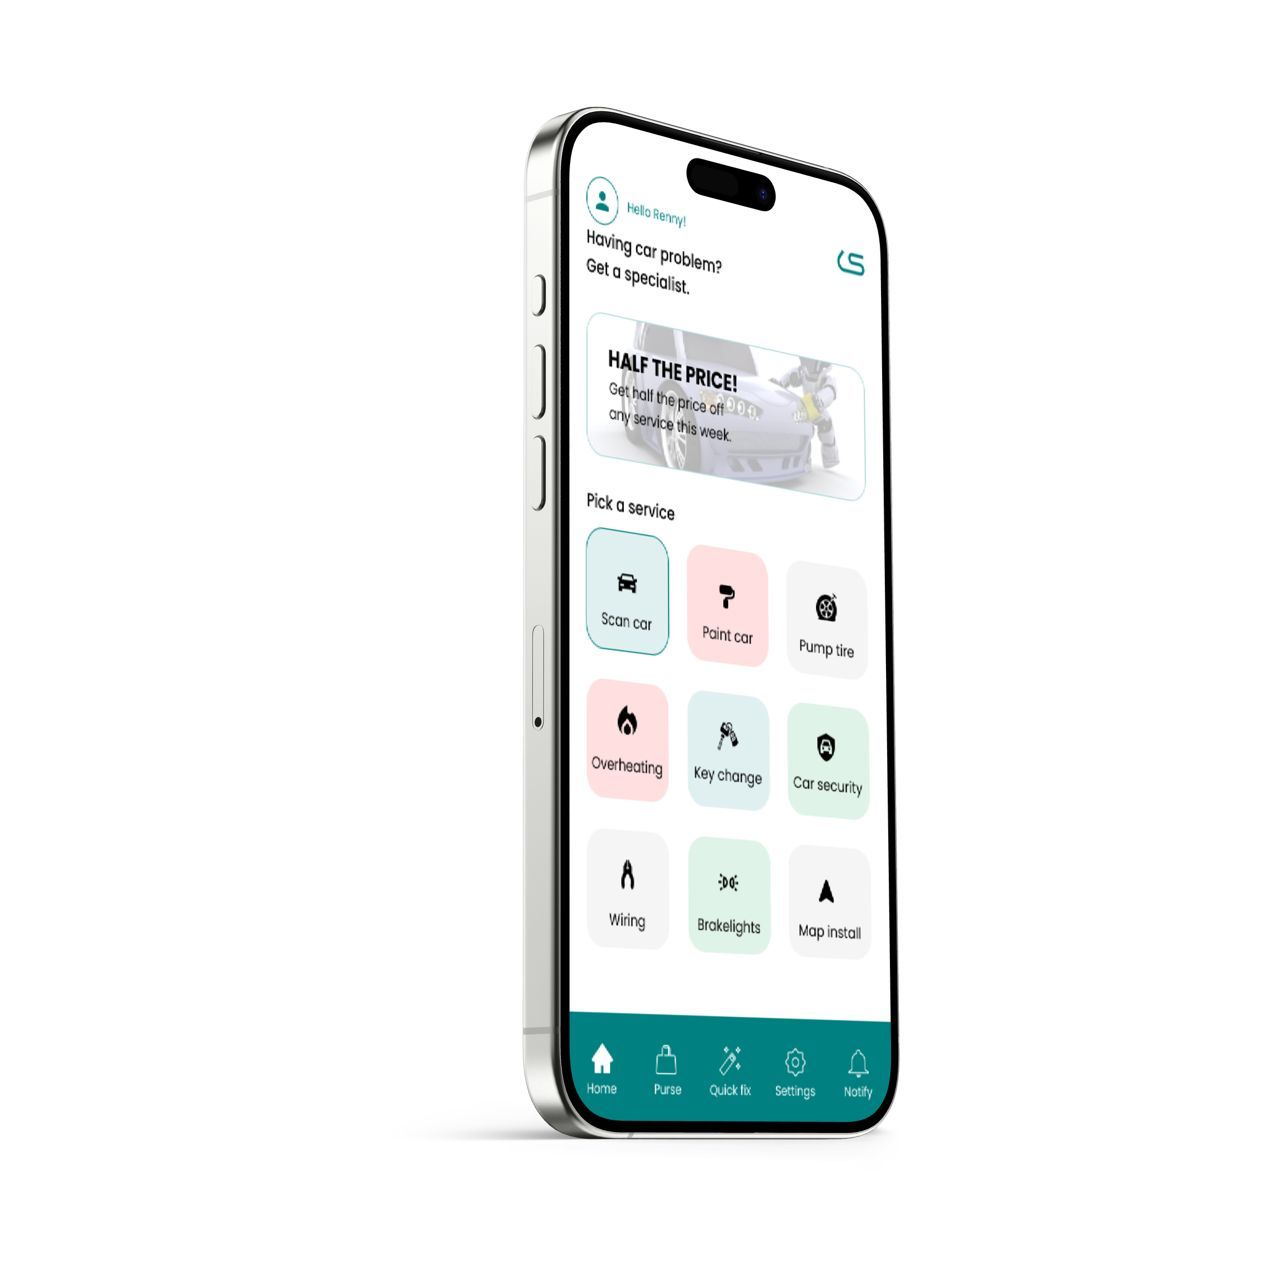 Hello Renny!
Having car problem?
Get a specialist.
HALF THE PRICE!
Get half the price off
any service this week.
Pick a service
Scan car
Paint car
Pump tire
Overheating
Key change
Car security
Wiring
Brakelights
Map install
Home
Purse
Quick fix
Settings
Notify